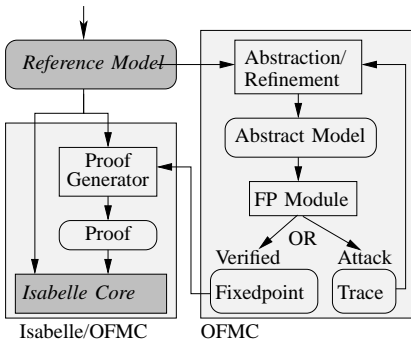 Reference Model
Abstraction/
Refinement
Abstract Model
Proof
Generator
FP Module
OR
Proof
Verified
Attack
Isabelle Core
Fixedpoint
Trace
Isabelle/OFMC
OFMC